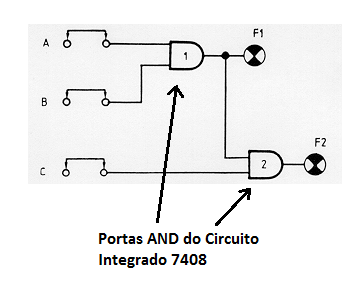 F1
A
1
B
F2
C
2
Portas AND do Circuito
Integrado 7408